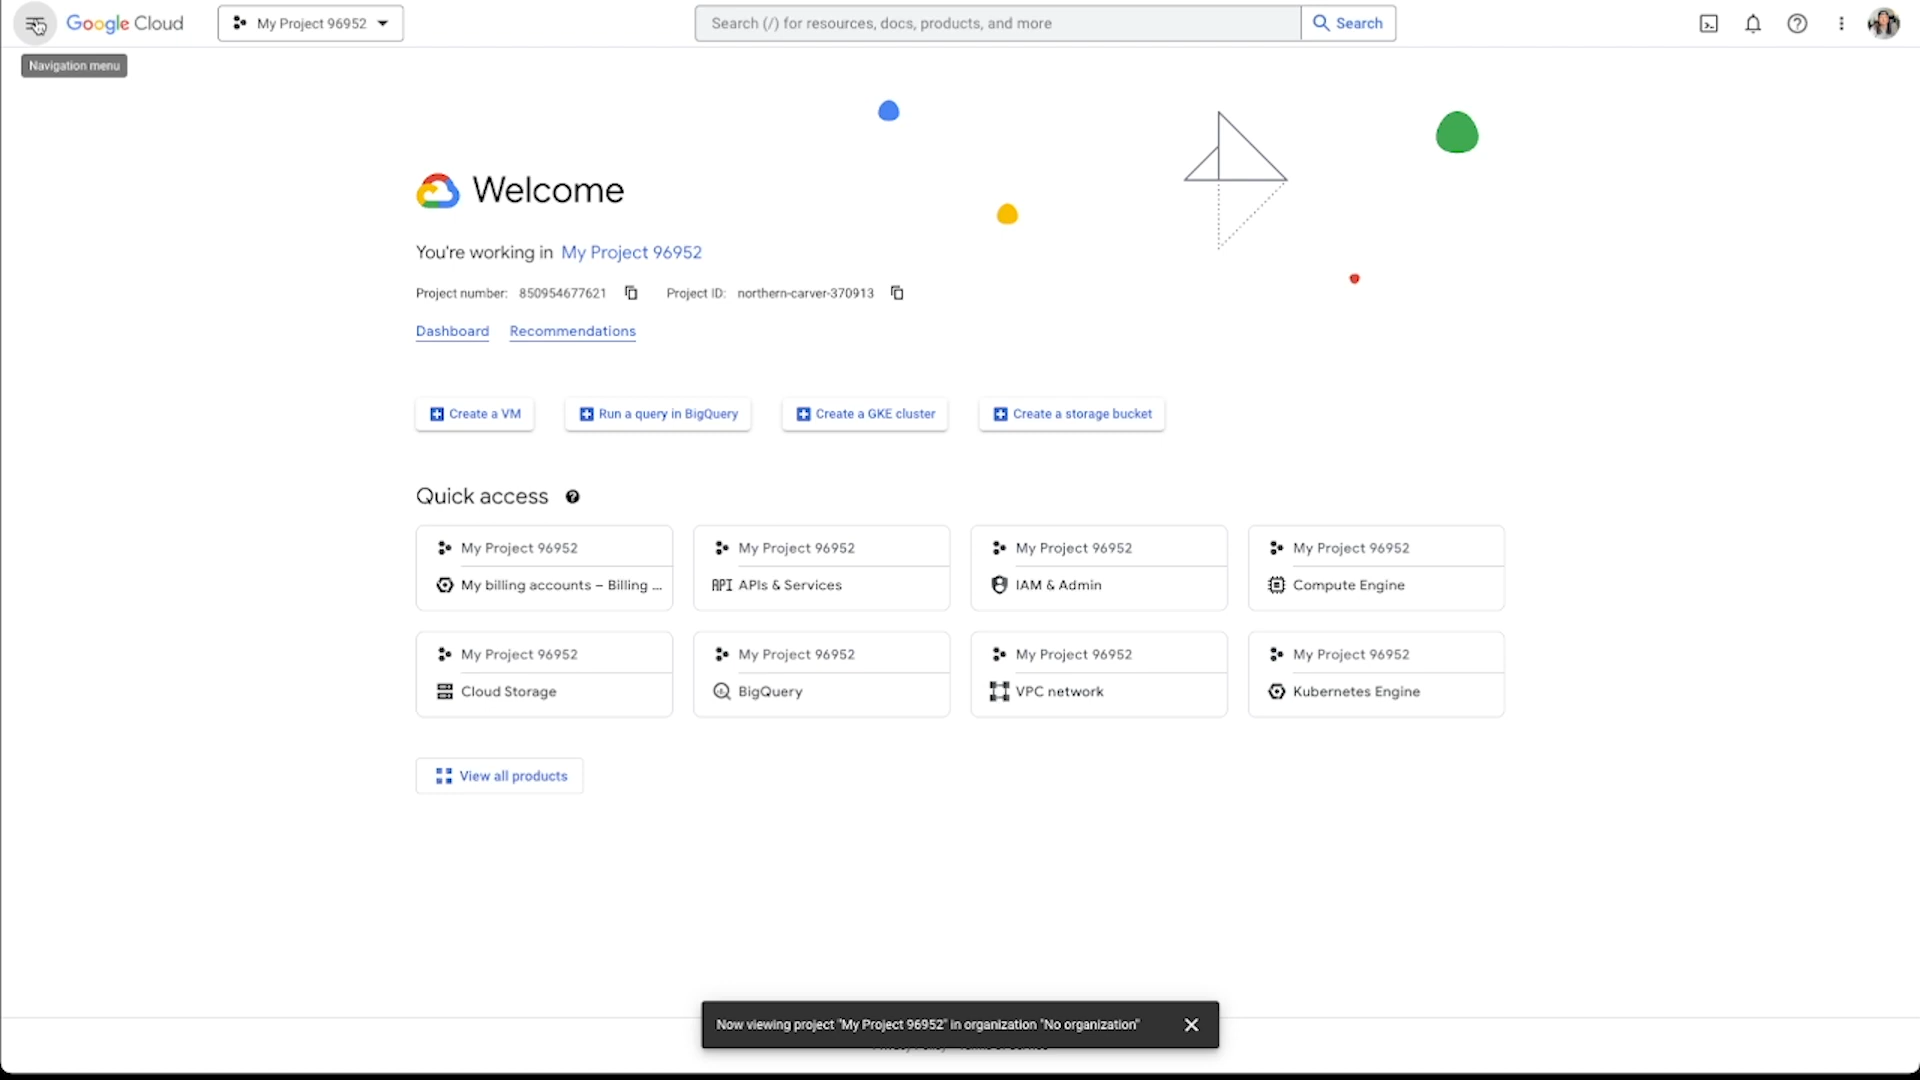 Google Cloud
My Project 96952
Search (/) for resources, docs, products, and more
Search
Navigation menu
Welcome
You're working in My Project 96952
Project number: 850954677621
Project ID: northern-carver-370913
Dashboard
Recommendations
Create a VM
Run a query in BigQuery
Create a GKE cluster
Create a storage bucket
Quick access
My Project 96952
My billing accounts – Billing ...
My Project 96952
API APIs & Services
My Project 96952
IAM & Admin
My Project 96952
Compute Engine
My Project 96952
Cloud Storage
My Project 96952
BigQuery
My Project 96952
VPC network
My Project 96952
Kubernetes Engine
View all products
Now viewing project "My Project 96952" in organization "No organization"